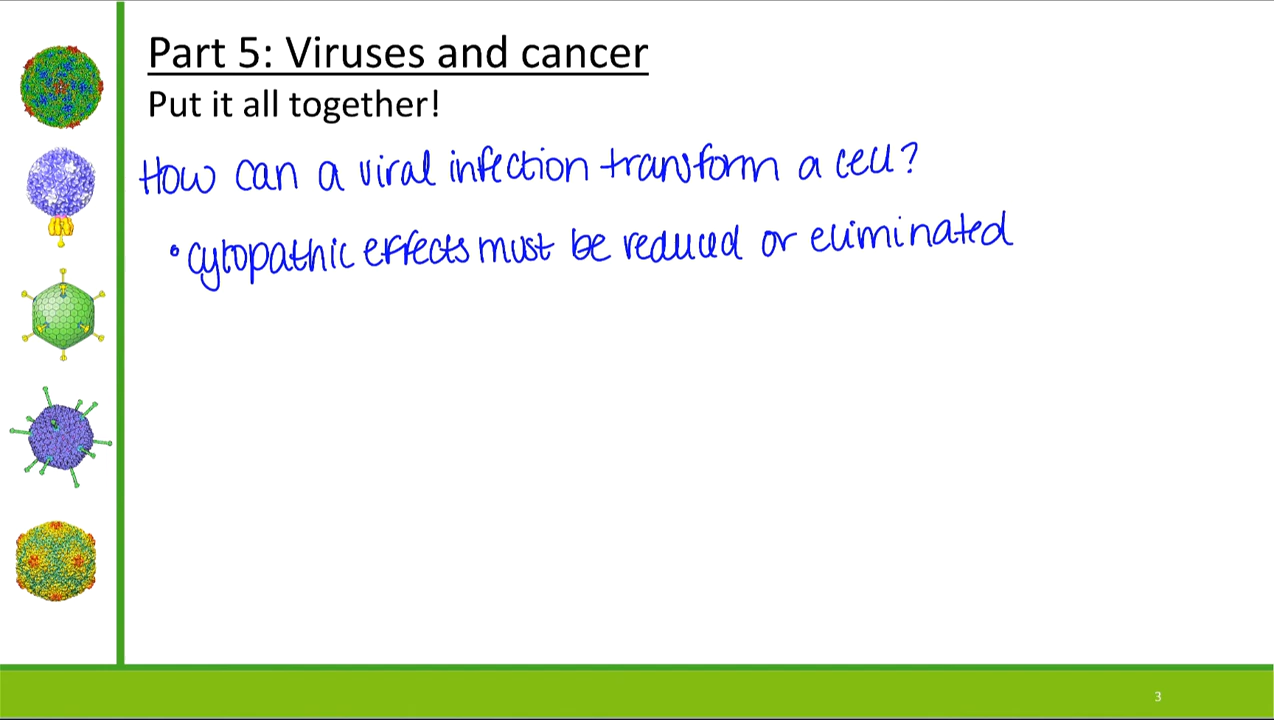 Part 5: Viruses and cancer
Put it all together!
How can a viral infection transform a cell?
• cytopathic effects must be reduced or eliminated
3